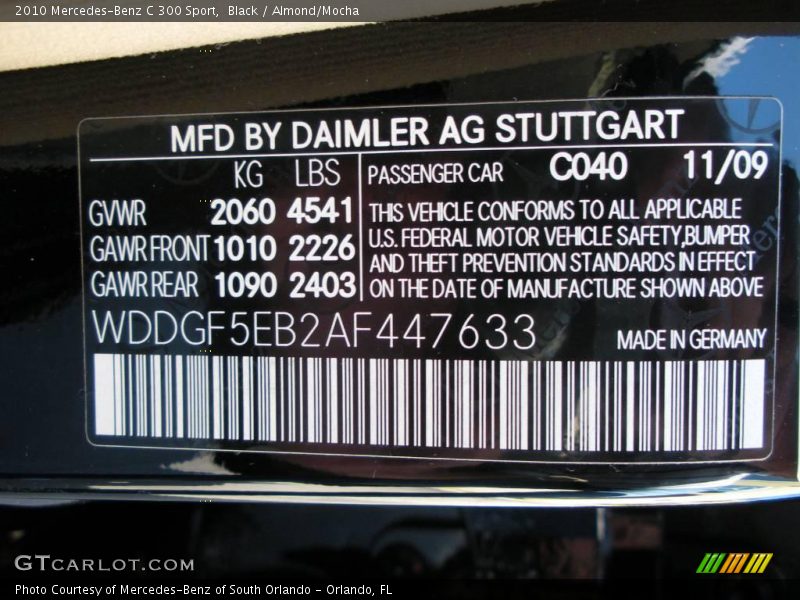 2010 Mercedes-Benz C 300 Sport,  Black / Almond/Mocha
MFD BY DAIMLER AG STUTTGART
KG LBS
GVWR 2060 4541
GAWR FRONT 1010 2226
GAWR REAR 1090 2403
PASSENGER CAR C040 11/09
THIS VEHICLE CONFORMS TO ALL APPLICABLE
U.S. FEDERAL MOTOR VEHICLE SAFETY,BUMPER
AND THEFT PREVENTION STANDARDS IN EFFECT
ON THE DATE OF MANUFACTURE SHOWN ABOVE
WDDGF5EB2AF447633
MADE IN GERMANY
GTCARLOT.COM
Photo Courtesy of Mercedes-Benz of South Orlando - Orlando, FL